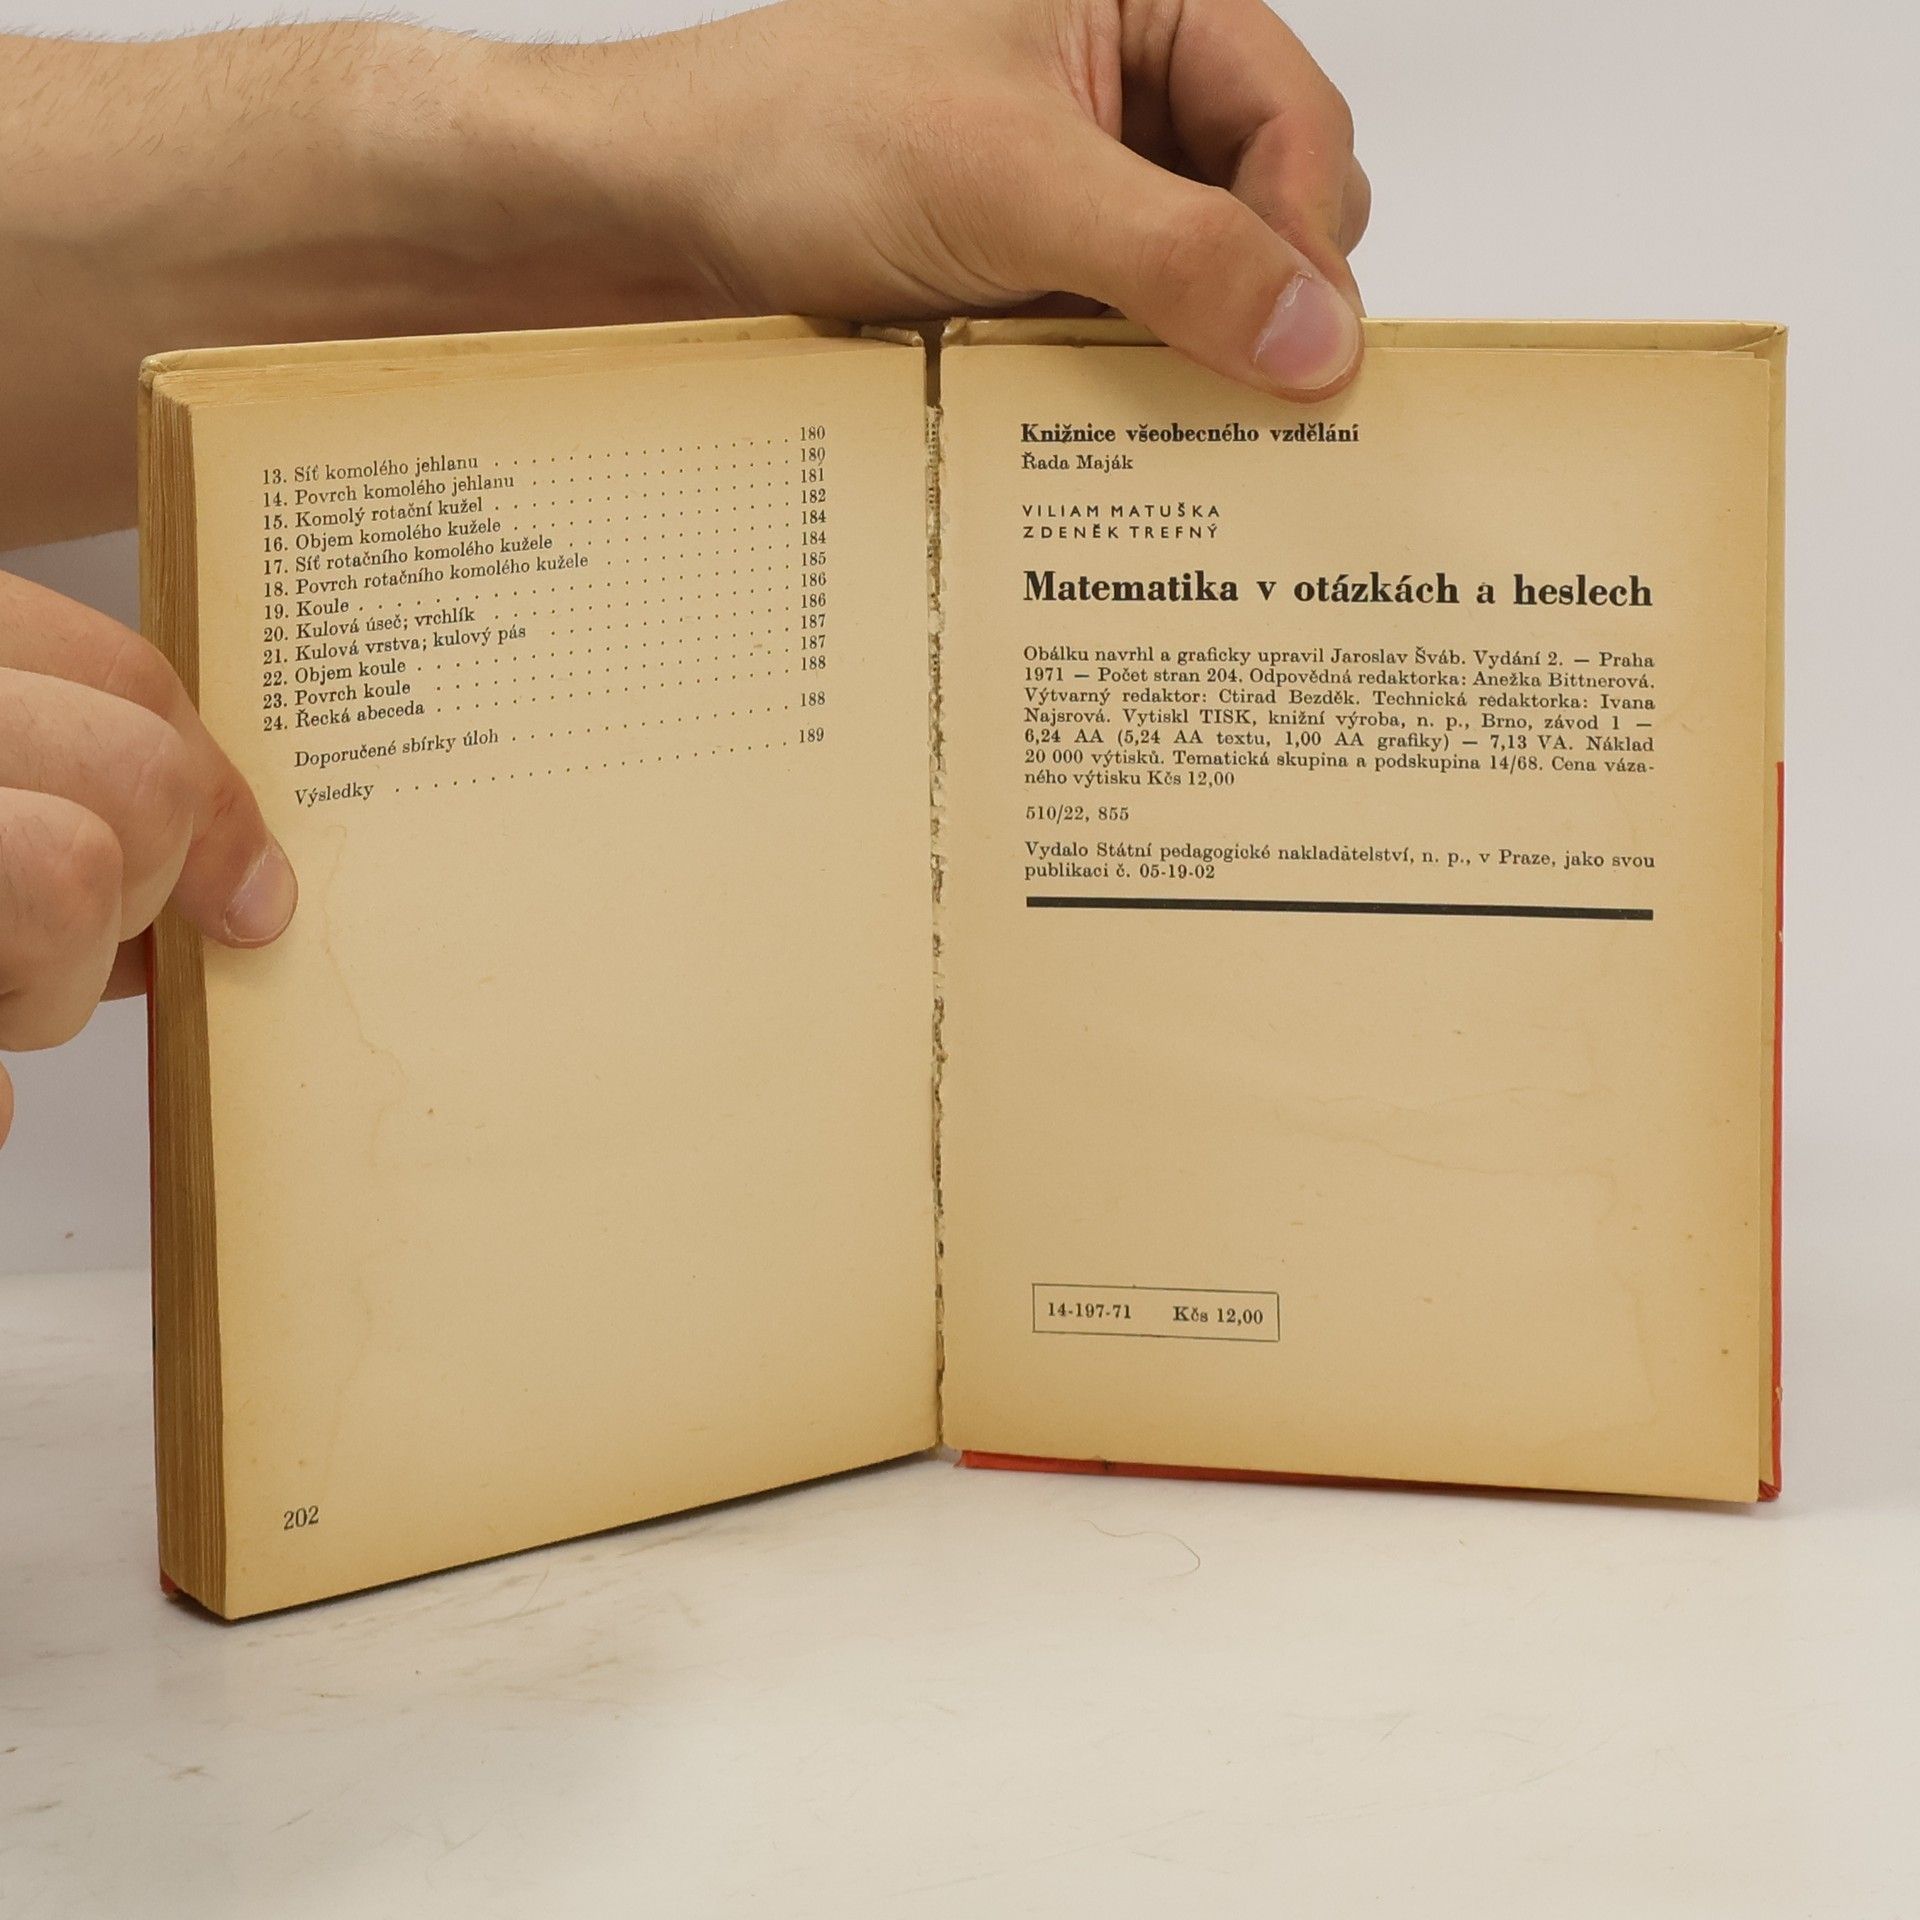 13. Síť komolého jehlanu . . . . . . . . . . . . . . . . 180
14. Povrch komolého jehlanu . . . . . . . . . . . . . . 180
15. Komolý rotační kužel . . . . . . . . . . . . . . . . 181
16. Objem komolého kužele . . . . . . . . . . . . . . . 182
17. Síť rotačního komolého kužele . . . . . . . . . . . . 184
18. Povrch rotačního komolého kužele . . . . . . . . . . 184
19. Koule . . . . . . . . . . . . . . . . . . . . . . . 185
20. Kulová úseč; vrchlík . . . . . . . . . . . . . . . . 186
21. Kulová vrstva; kulový pás . . . . . . . . . . . . . 186
22. Objem koule . . . . . . . . . . . . . . . . . . . . 187
23. Povrch koule . . . . . . . . . . . . . . . . . . . 187
24. Řecká abeceda . . . . . . . . . . . . . . . . . . . 188
Doporučené sbírky úloh . . . . . . . . . . . . . . . 188
Výsledky . . . . . . . . . . . . . . . . . . . . . 189
202
Knižnice všeobecného vzdělání
Řada Maják
VILIAM MATUŠKA
ZDENĚK TREFNÝ
Matematika v otázkách a heslech
Obálku navrhl a graficky upravil Jaroslav Šváb. Vydání 2. — Praha
1971 — Počet stran 204. Odpovědná redaktorka: Anežka Bittnerová.
Výtvarný redaktor: Ctirad Bezděk. Technická redaktorka: Ivana
Najsrová. Vytiskl TISK, knižní výroba, n. p., Brno, závod 1 —
6,24 AA (5,24 AA textu, 1,00 AA grafiky) — 7,13 VA. Náklad
20 000 výtisků. Tematická skupina a podskupina 14/68. Cena váza-
ného výtisku Kčs 12,00
510/22, 855
Vydalo Státní pedagogické nakladatelství, n. p., v Praze, jako svou
publikaci č. 05-19-02
14-197-71 Kčs 12,00